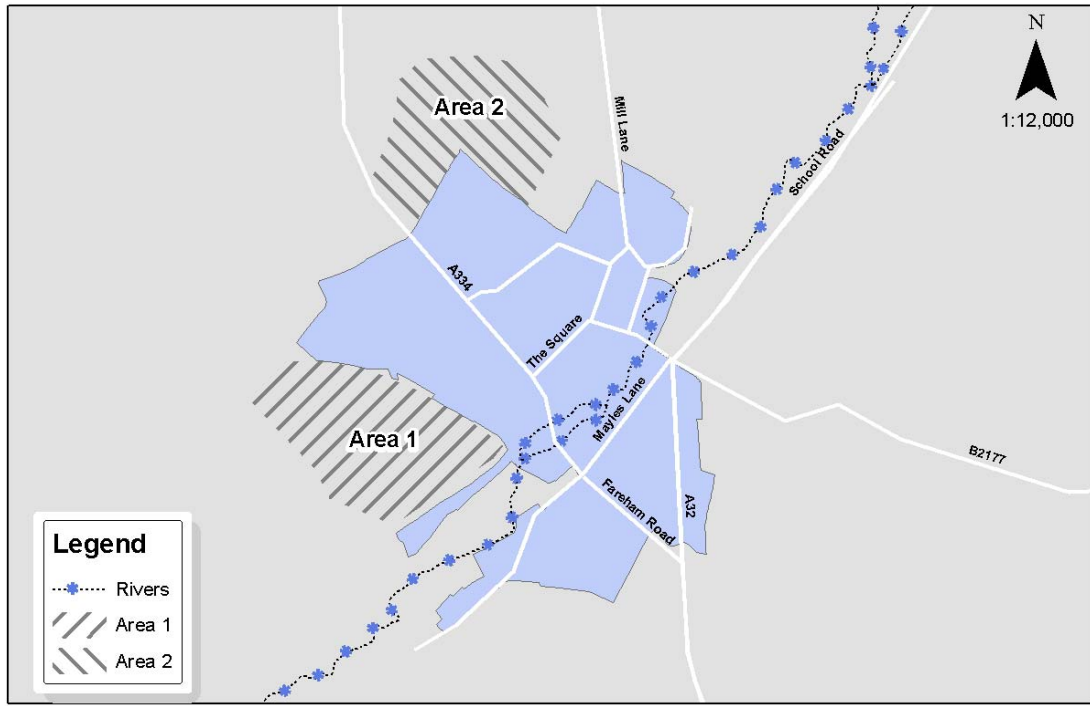 N
1:12,000
Area 2
Mill Lane
School Road
A334
The Square
Mayles Lane
Area 1
B2177
Fareham Road
A32
Legend
Rivers
Area 1
Area 2